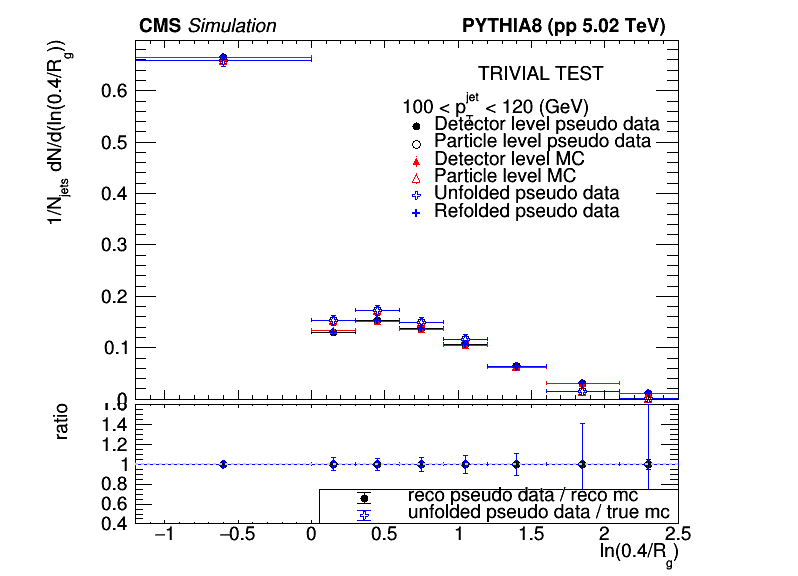 CMS Simulation PYTHIA8 (pp 5.02 TeV)
TRIVIAL TEST
100 < p_T^jet < 120 (GeV)
Detector level pseudo data
Particle level pseudo data
Detector level MC
Particle level MC
Unfolded pseudo data
Refolded pseudo data
1/N_jets dN/d(ln(0.4/R_g))
0.6
0.5
0.4
0.3
0.2
0.1
0
ratio
1.6
1.4
1.2
1
0.8
0.6
0.4
reco pseudo data / reco mc
unfolded pseudo data / true mc
−1 −0.5 0 0.5 1 1.5 2 2.5
ln(0.4/R_g)